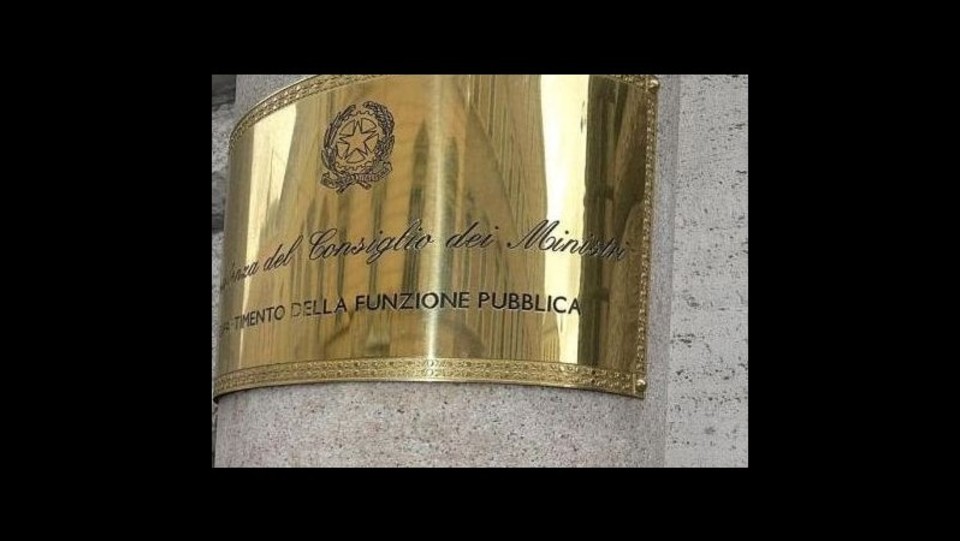 del Consiglio dei Ministri
DELLA FUNZIONE PUBBLICA